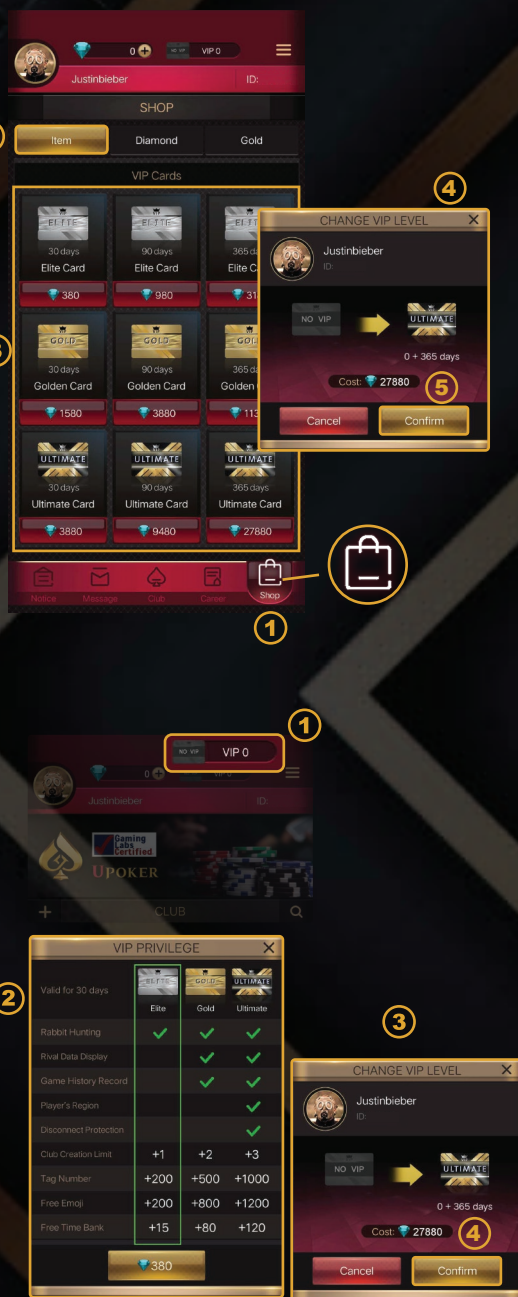 0
NO VIP
VIP 0
Justinbieber
ID:
SHOP
Item
Diamond
Gold
VIP Cards
ELITE
ELITE
ELITE
30 days
90 days
Elite Card
Elite Card
380
980
GOLD
GOLD
30 days
90 days
Golden Card
Golden Card
Golden
1580
3880
ULTIMATE
ULTIMATE
ULTIMATE
30 days
90 days
365 days
Ultimate Card
Ultimate Card
Ultimate Card
3880
9480
27880
Notice
Message
Club
Career
Shop
1
4
CHANGE VIP LEVEL
Justinbieber
ID:
NO VIP
ULTIMATE
0 + 365 days
Cost: 27880
5
Cancel
Confirm
1
NO VIP
VIP 0
0
VIP 0
Justinbieber
ID:
Gaming
Labs
Certified
UPOKER
+
CLUB
2
VIP PRIVILEGE
Valid for 30 days
ELITE
GOLD
ULTIMATE
Elite
Gold
Ultimate
Rabbit Hunting
Rival Data Display
Game History Record
Player's Region
Disconnect Protection
Club Creation Limit +1 +2 +3
Tag Number +200 +500 +1000
Free Emoji +200 +800 +1200
Free Time Bank +15 +80 +120
380
3
CHANGE VIP LEVEL
Justinbieber
ID:
NO VIP
ULTIMATE
0 + 365 days
Cost: 27880
4
Cancel
Confirm